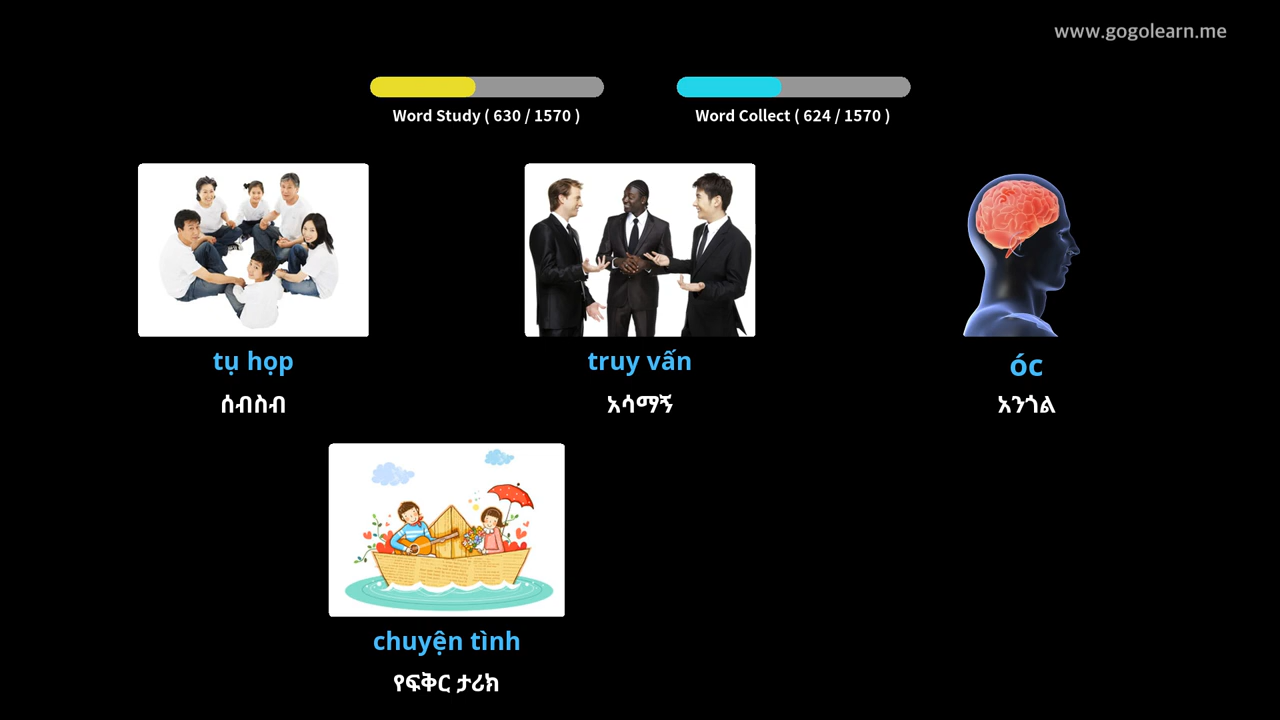 www.gogolearn.me
Word Study ( 630 / 1570 )
Word Collect ( 624 / 1570 )
tụ họp
ሰብስብ
truy vấn
አሳማኝ
óc
አንጎል
chuyện tình
የፍቅር ታሪክ